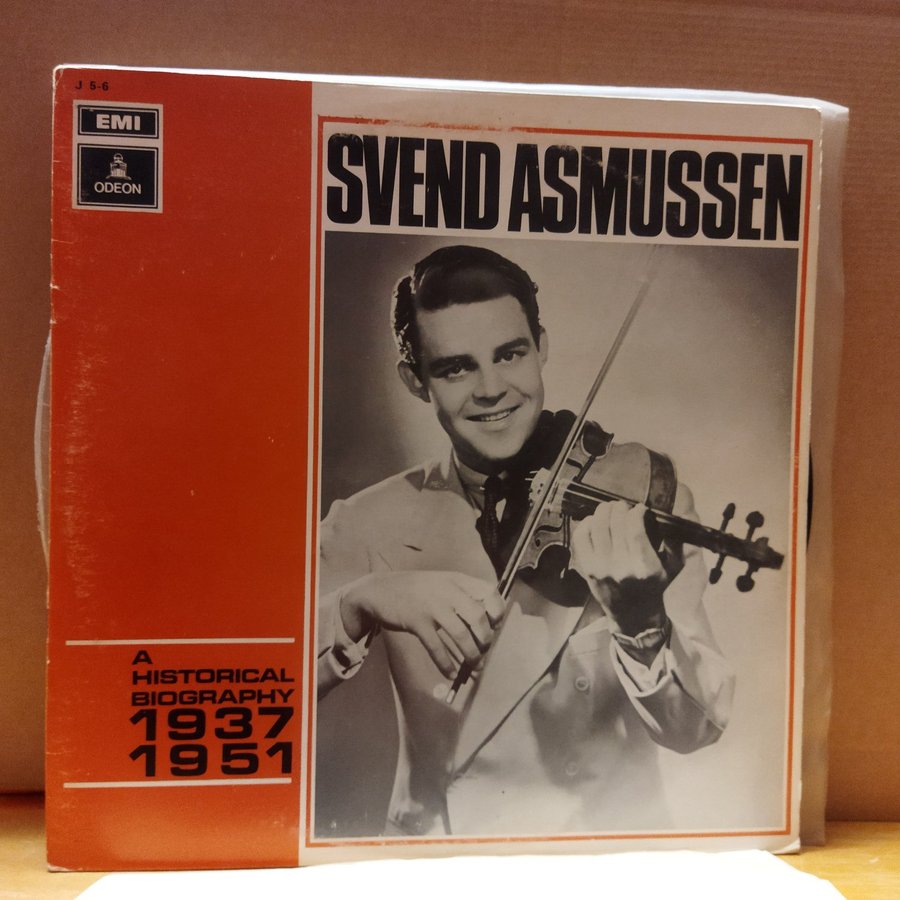 J 5-6
EMI
ODEON
SVEND ASMUSSEN
A
HISTORICAL
BIOGRAPHY
1937
1951